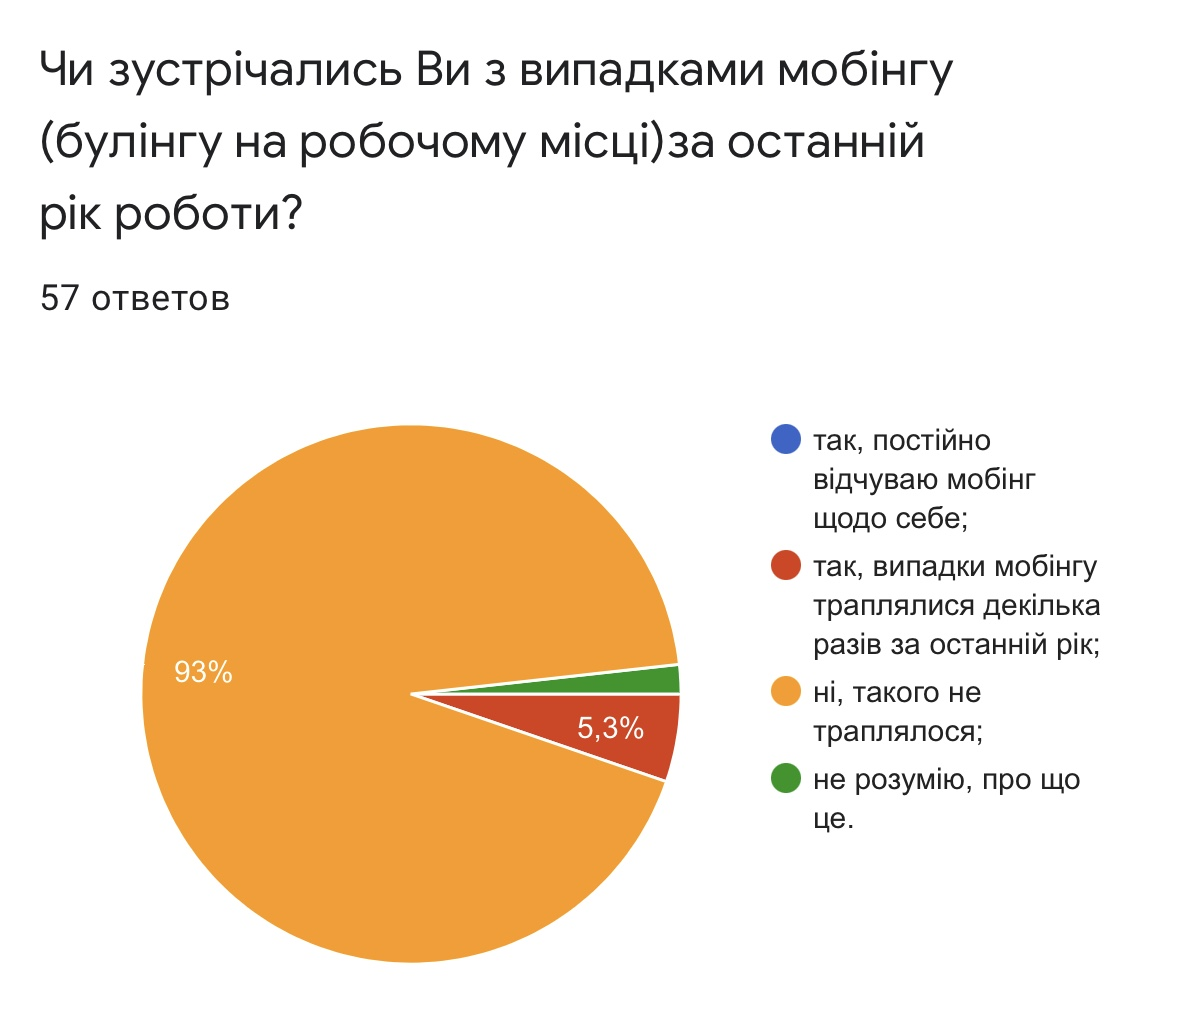 Чи зустрічались Ви з випадками мобінгу
(булінгу на робочому місці)за останній
рік роботи?
57 ответов
93%
5,3%
так, постійно
відчуваю мобінг
щодо себе;
так, випадки мобінгу
траплялися декілька
разів за останній рік;
ні, такого не
траплялося;
не розумію, про що
це.